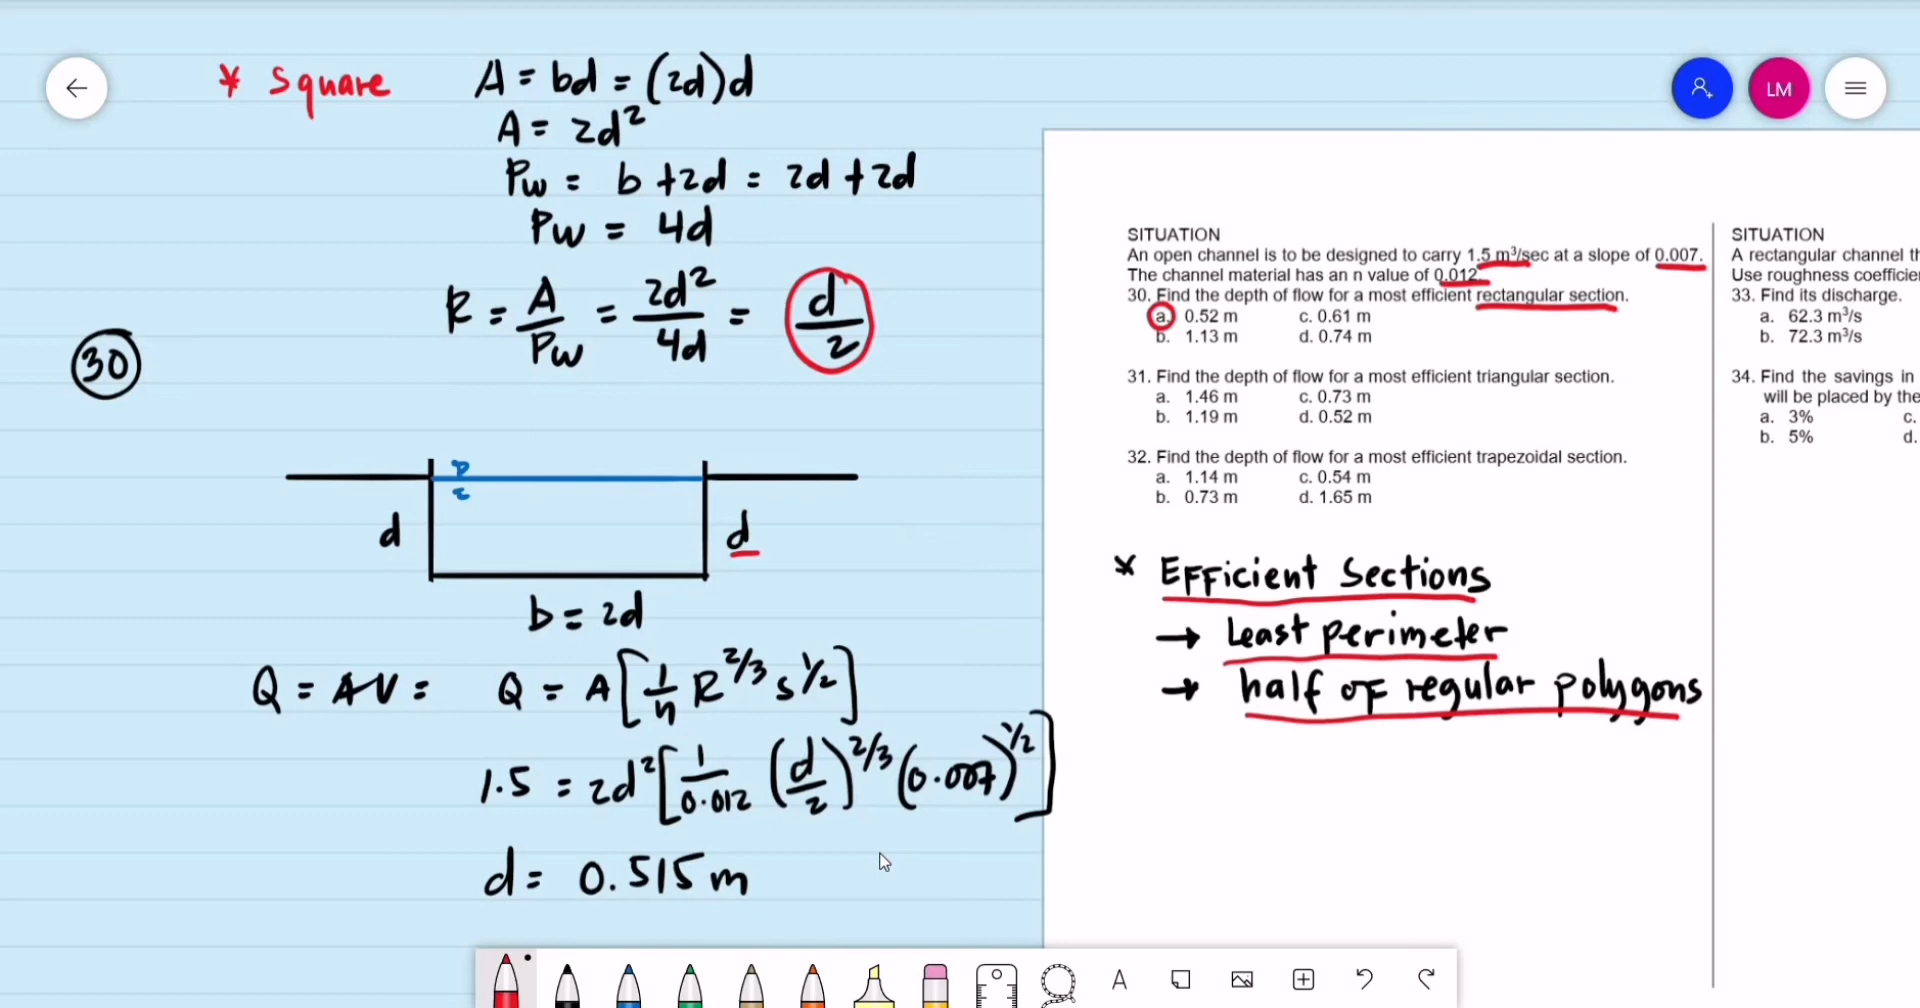 * Square
A = bd = (2d)d
A = 2d²
Pw = b + 2d = 2d + 2d
Pw = 4d
R = A/Pw = 2d²/4d = d/2
30
d
d
b = 2d
Q = AV = Q = A[1/n R^2/3 S^1/2]
1.5 = 2d²[1/0.012 (d/2)^2/3 (0.007)^1/2]
d = 0.515 m
LM
SITUATION
An open channel is to be designed to carry 1.5 m³/sec at a slope of 0.007.
The channel material has an n value of 0.012.
30. Find the depth of flow for a most efficient rectangular section.
a. 0.52 m c. 0.61 m
b. 1.13 m d. 0.74 m
31. Find the depth of flow for a most efficient triangular section.
a. 1.46 m c. 0.73 m
b. 1.19 m d. 0.52 m
32. Find the depth of flow for a most efficient trapezoidal section.
a. 1.14 m c. 0.54 m
b. 0.73 m d. 1.65 m
* Efficient Sections
→ Least perimeter
→ half of regular polygons
SITUATION
A rectangular channel
Use roughness
33. Find its discharge.
a. 62.3 m³/s
b. 72.3 m³/s
34. Find the savings in
will be placed by the
a. 3% c.
b. 5% d.
A